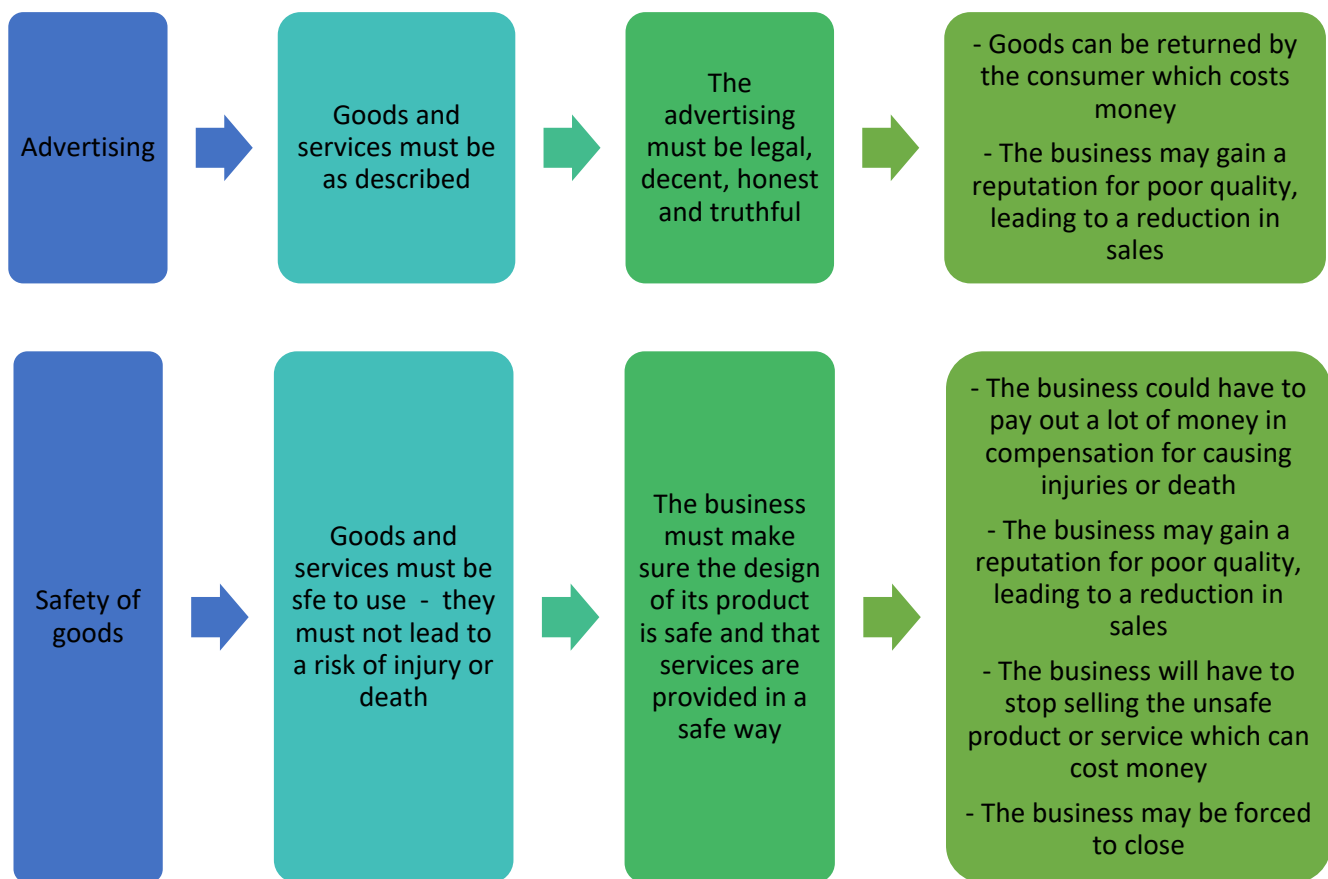 Advertising
Goods and
services must be
as described
The
advertising
must be legal,
decent, honest
and truthful
- Goods can be returned by
the consumer which costs
money
- The business may gain a
reputation for poor quality,
leading to a reduction in
sales
Safety of
goods
Goods and
services must be
sfe to use - they
must not lead to
a risk of injury or
death
The business
must make
sure the design
of its product
is safe and that
services are
provided in a
safe way
- The business could have to
pay out a lot of money in
compensation for causing
injuries or death
- The business may gain a
reputation for poor quality,
leading to a reduction in
sales
- The business will have to
stop selling the unsafe
product or service which can
cost money
- The business may be forced
to close